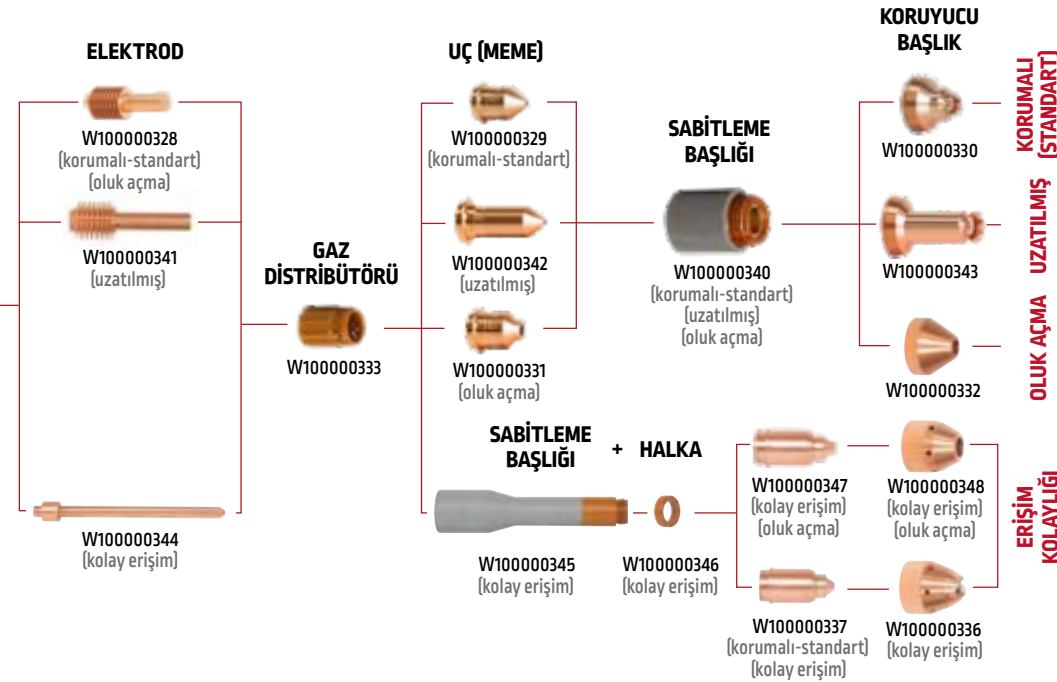 ELEKTROD
W100000328
(korumalı-standart)
(oluk açma)
W100000341
(uzatılmış)
W100000344
(kolay erişim)
GAZ
DİSTRİBÜTÖRÜ
W100000333
UÇ (MEME)
W100000329
(korumalı-standart)
W100000342
(uzatılmış)
W100000331
(oluk açma)
SABİTLEME
BAŞLIĞI
W100000340
(korumalı-standart)
(uzatılmış)
(oluk açma)
KORUYUCU
BAŞLIK
W100000330
W100000343
W100000332
KORUMALI
(STANDART)
UZATILMIŞ
OLUK AÇMA
SABİTLEME
BAŞLIĞI
+ HALKA
W100000345
(kolay erişim)
W100000346
(kolay erişim)
W100000347
(kolay erişim)
(oluk açma)
W100000348
(kolay erişim)
(oluk açma)
W100000337
(korumalı-standart)
(kolay erişim)
W100000336
(kolay erişim)
ERİŞİM
KOLAYLIĞI